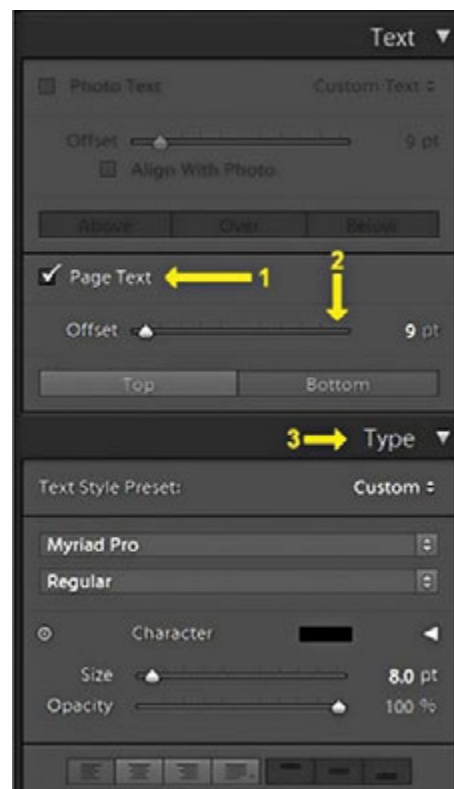 Text
Photo Text Custom Text
Offset 9 pt
Align With Photo
Above Over Below
Page Text 1 2
Offset 9 pt
Top Bottom
3 Type
Text Style Preset: Custom
Myriad Pro
Regular
Character
Size 8.0 pt
Opacity 100 %